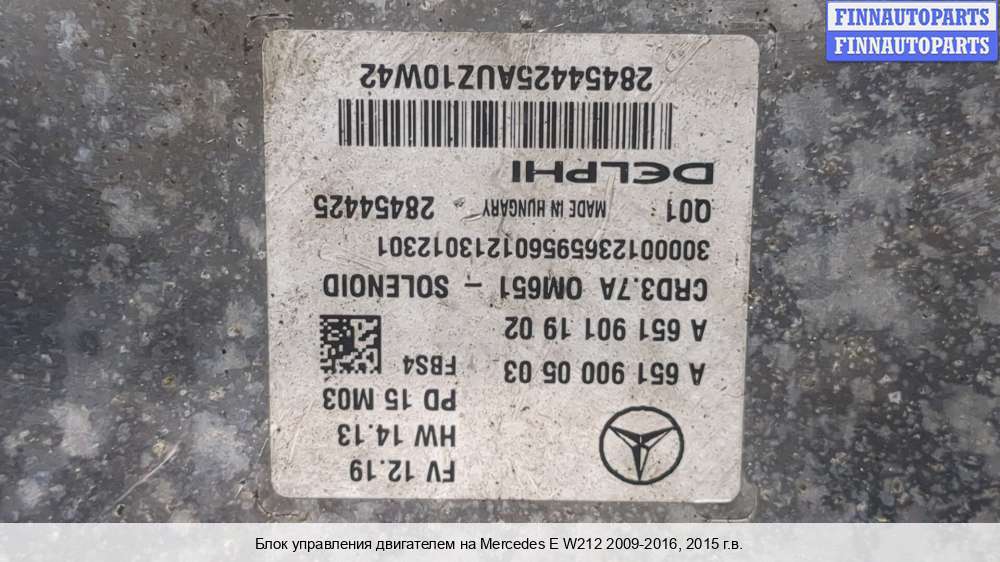 FINNAUTOPARTS
FINNAUTOPARTS
FV 12.19
HW 14.13
PD 15 M03
A 651 900 05 03 FBS4
A 651 901 19 02
CRD3.7A OM651 - SOLENOID
300001236595601213012301
Q01 MADE IN HUNGARY 28454425
DELPHI
28454425AUZ10W42
Блок управления двигателем на Mercedes E W212 2009-2016, 2015 г.в.